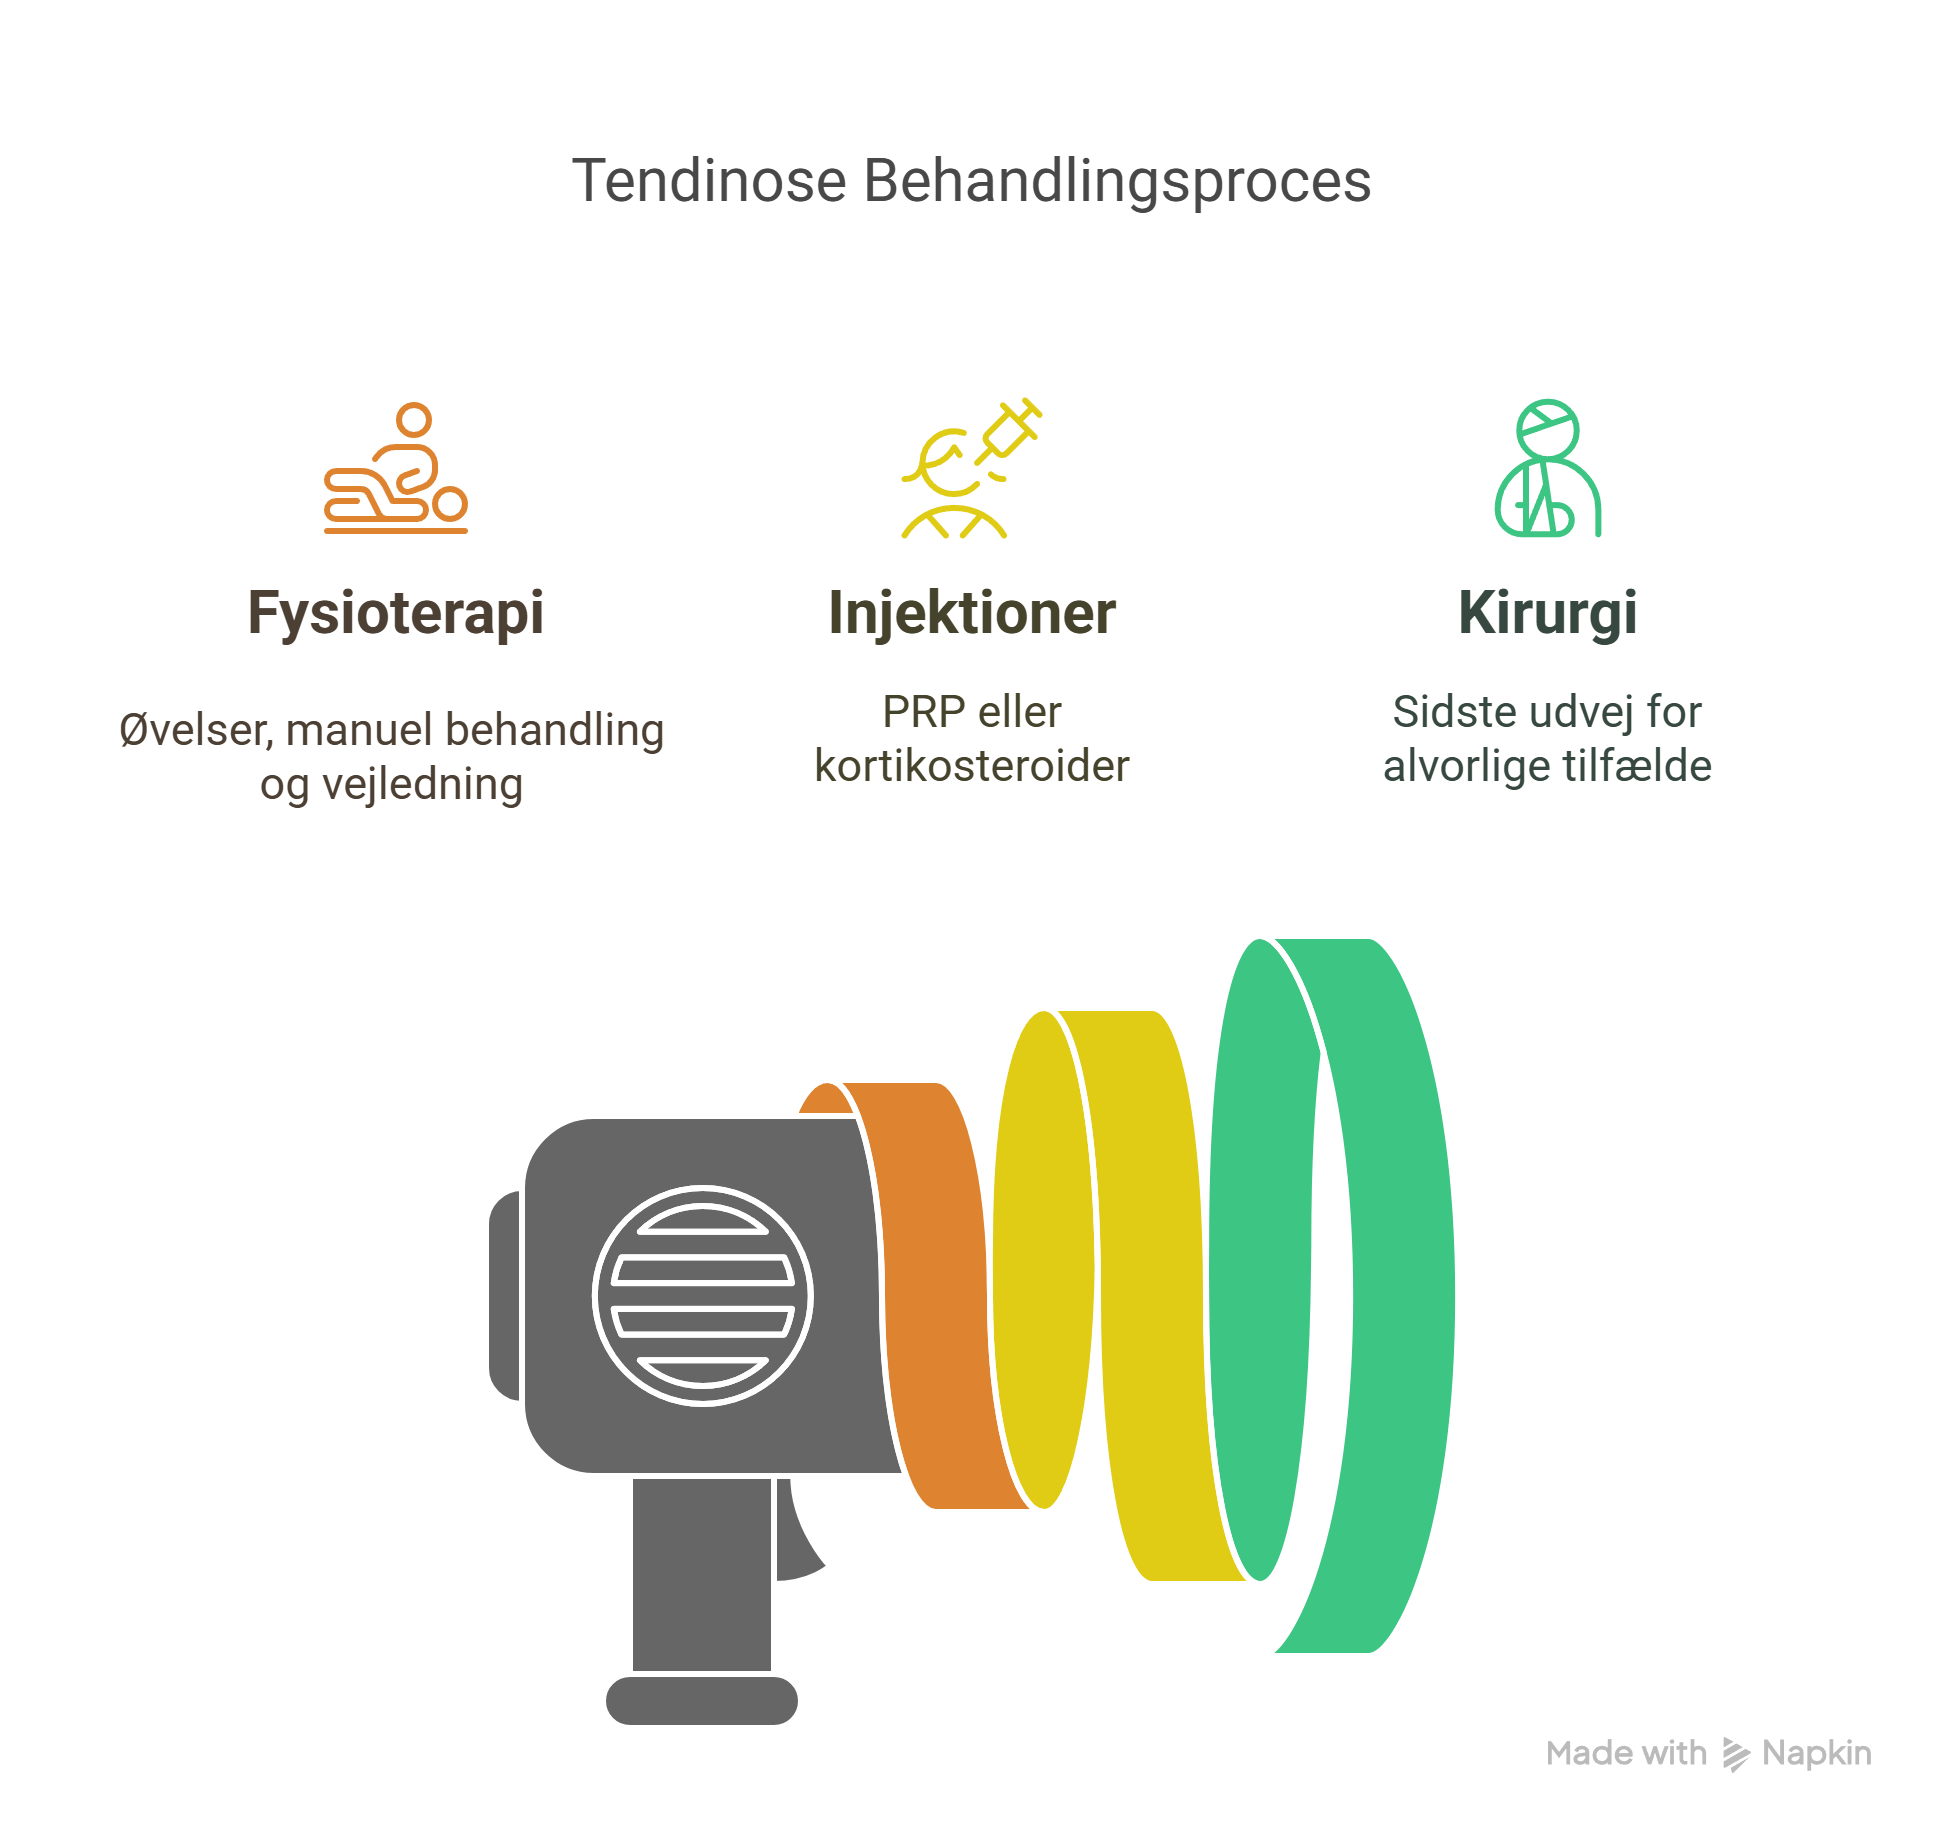 Tendinose Behandlingsproces
Fysioterapi
Øvelser, manuel behandling
og vejledning
Injektioner
PRP eller
kortikosteroider
Kirurgi
Sidste udvej for
alvorlige tilfælde
Made with Napkin